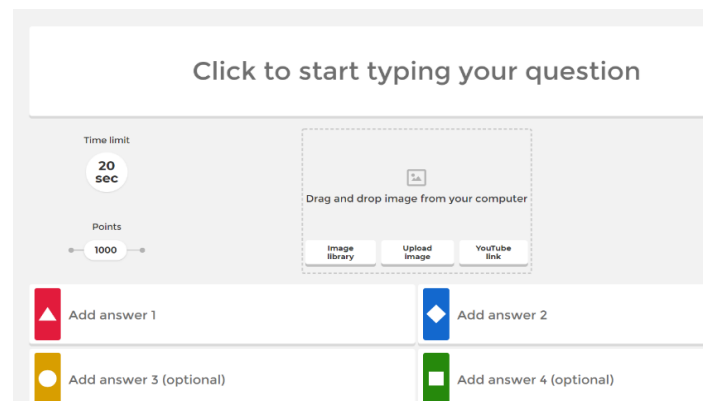 Click to start typing your question
Time limit
20
sec
Points
1000
Drag and drop image from your computer
Image
library
Upload
image
YouTube
link
Add answer 1
Add answer 2
Add answer 3 (optional)
Add answer 4 (optional)